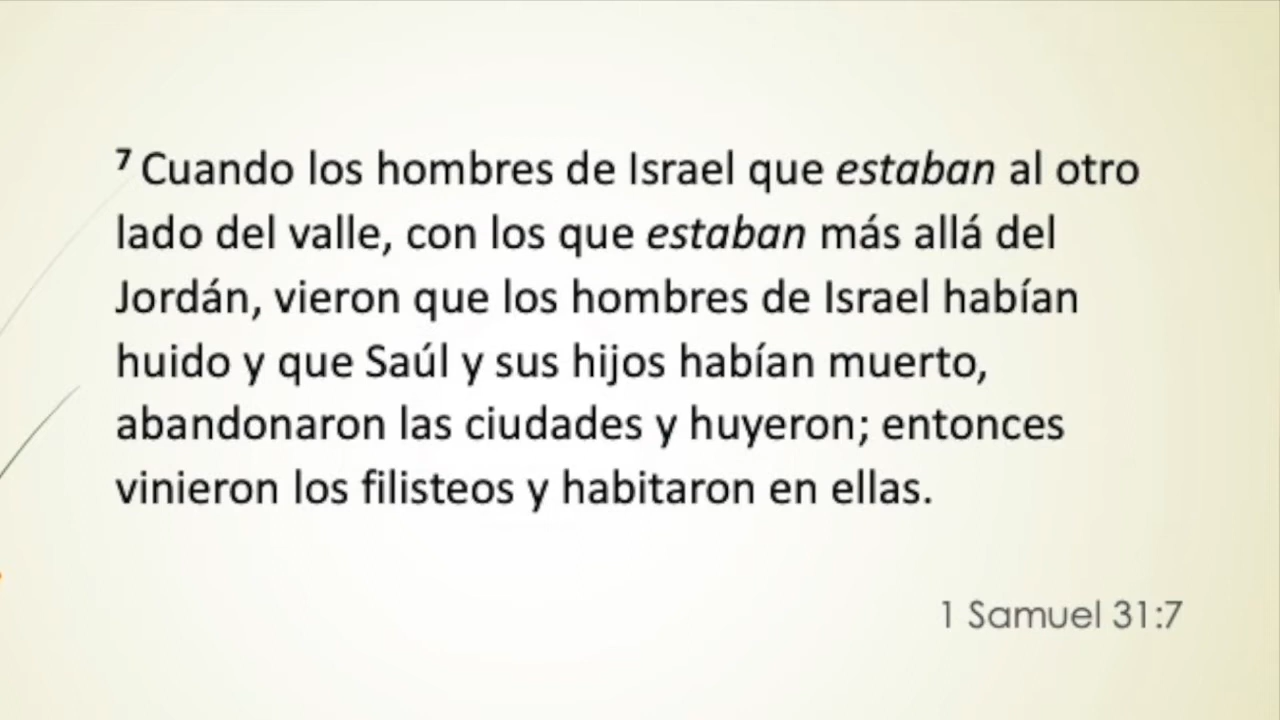 ⁷ Cuando los hombres de Israel que estaban al otro
lado del valle, con los que estaban más allá del
Jordán, vieron que los hombres de Israel habían
huido y que Saúl y sus hijos habían muerto,
abandonaron las ciudades y huyeron; entonces
vinieron los filisteos y habitaron en ellas.
1 Samuel 31:7